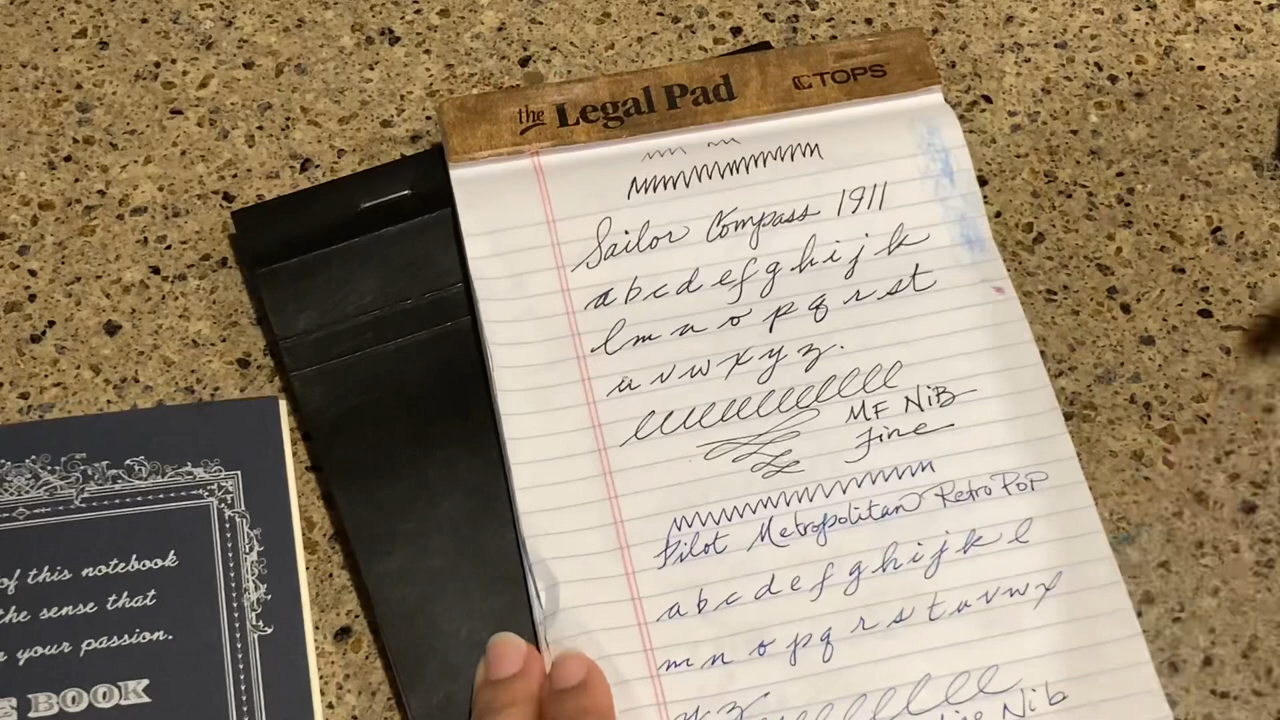 the Legal Pad TOPS
Sailor Compass 1911
a b c d e f g h i j k
l m n o p q r s t
u v w x y z.
MF NiB
fine
Pilot Metropolitan Retro POP
a b c d e f g h i j k l
m n o p q r s t u v w x
y z
Nib
of this notebook
the sense that
your passion.
BOOK